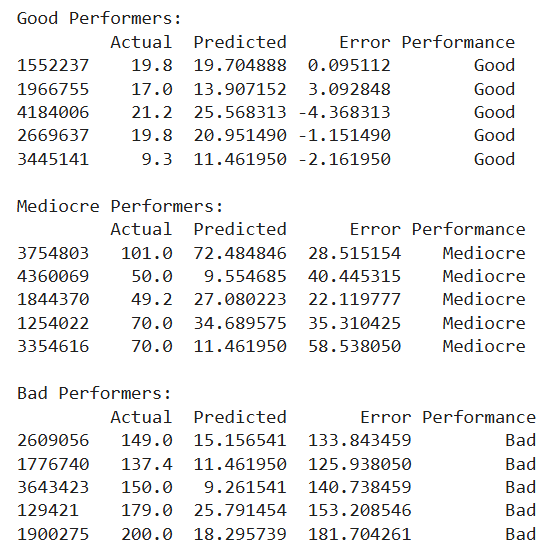 Good Performers:
Actual Predicted Error Performance
1552237 19.8 19.704888 0.095112 Good
1966755 17.0 13.907152 3.092848 Good
4184006 21.2 25.568313 -4.368313 Good
2669637 19.8 20.951490 -1.151490 Good
3445141 9.3 11.461950 -2.161950 Good
Mediocre Performers:
Actual Predicted Error Performance
3754803 101.0 72.484846 28.515154 Mediocre
4360069 50.0 9.554685 40.445315 Mediocre
1844370 49.2 27.080223 22.119777 Mediocre
1254022 70.0 34.689575 35.310425 Mediocre
3354616 70.0 11.461950 58.538050 Mediocre
Bad Performers:
Actual Predicted Error Performance
2609056 149.0 15.156541 133.843459 Bad
1776740 137.4 11.461950 125.938050 Bad
3643423 150.0 9.261541 140.738459 Bad
129421 179.0 25.791454 153.208546 Bad
1900275 200.0 18.295739 181.704261 Bad